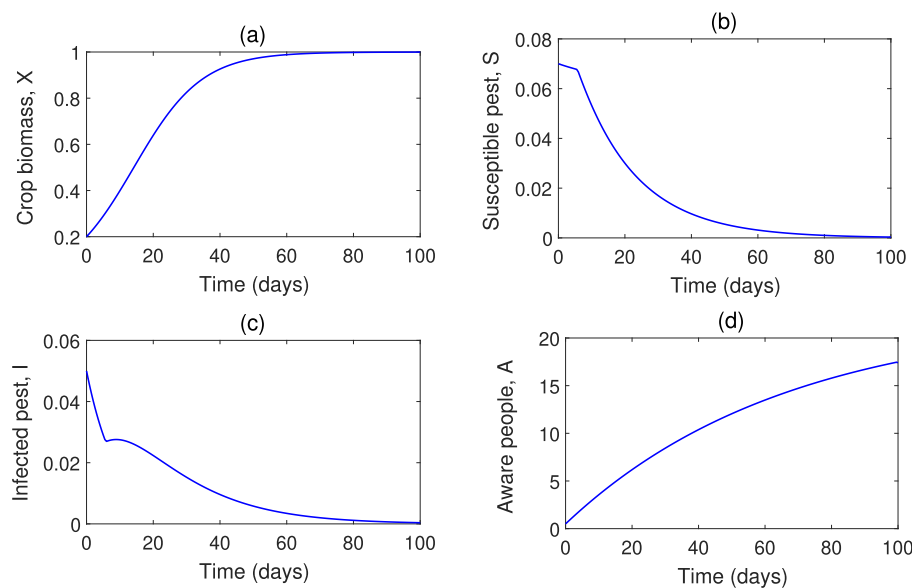 (a)
1
0.8
0.6
0.4
0.2
Crop biomass, X
0 20 40 60 80 100
Time (days)
(b)
0.08
0.06
0.04
0.02
0
Susceptible pest, S
0 20 40 60 80 100
Time (days)
(c)
0.06
0.04
0.02
0
Infected pest, I
0 20 40 60 80 100
Time (days)
(d)
20
15
10
5
0
Aware people, A
0 20 40 60 80 100
Time (days)